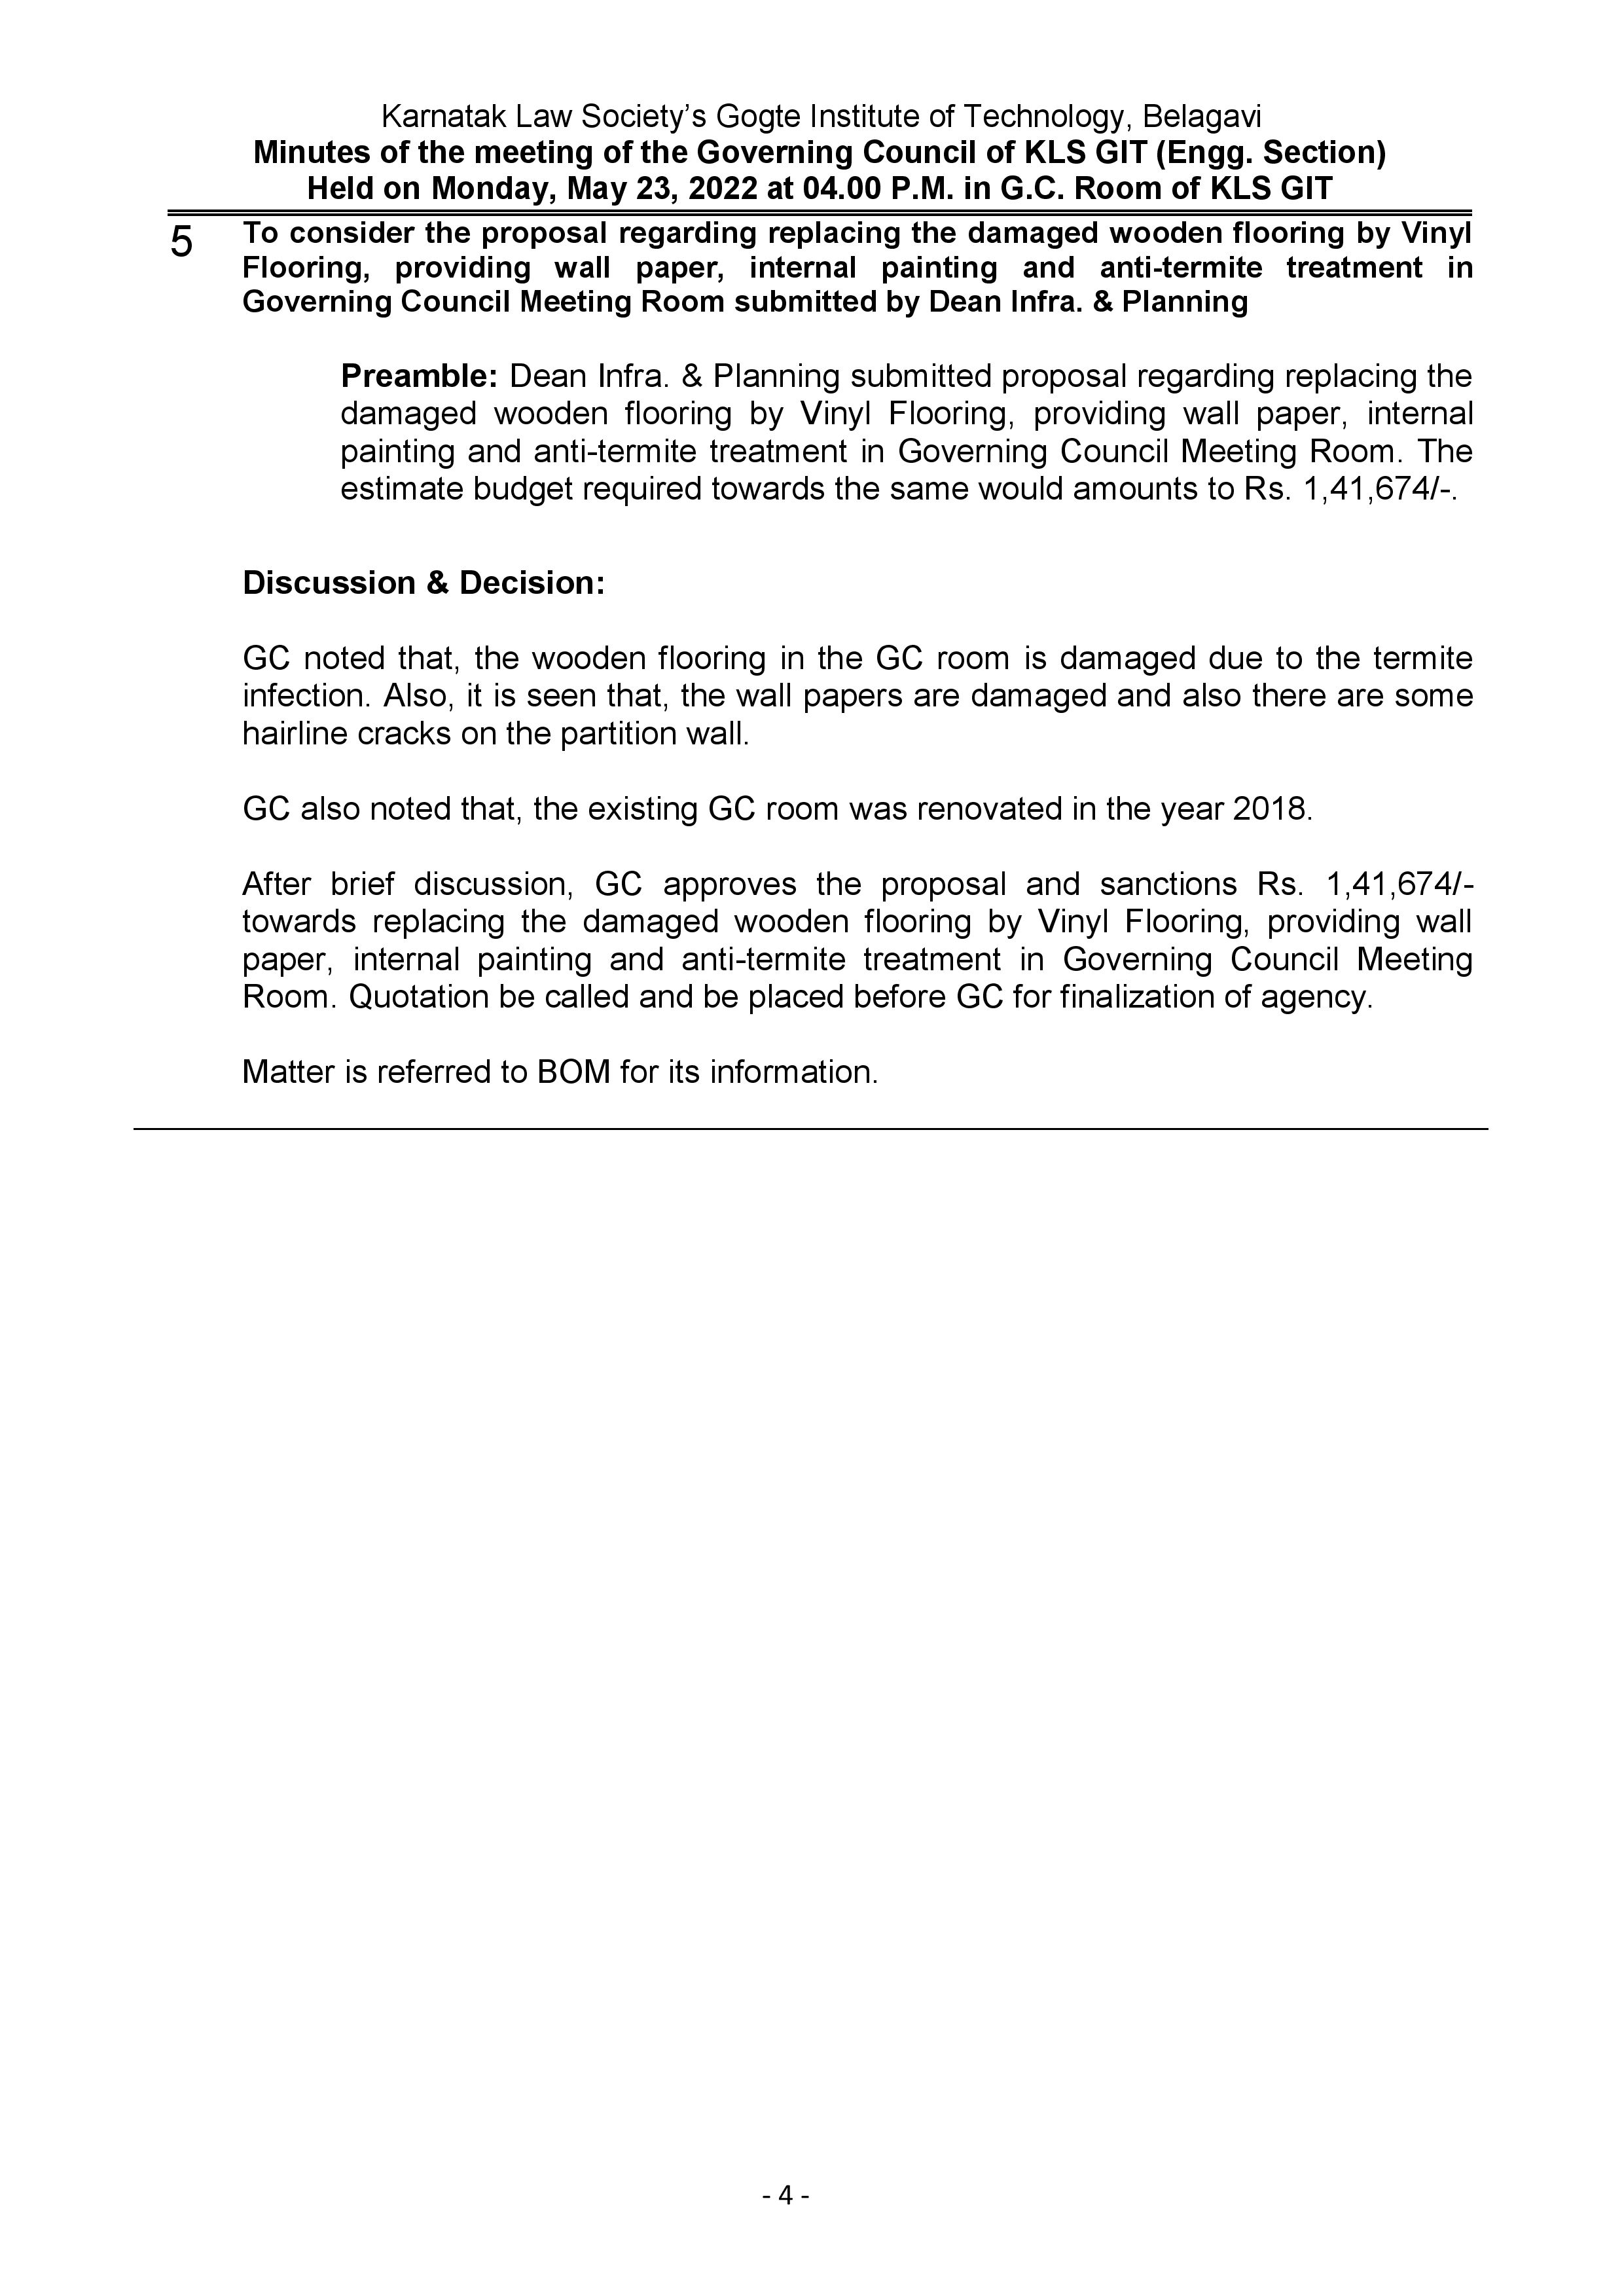 Karnatak Law Society’s Gogte Institute of Technology, Belagavi
Minutes of the meeting of the Governing Council of KLS GIT (Engg. Section)
Held on Monday, May 23, 2022 at 04.00 P.M. in G.C. Room of KLS GIT
5 To consider the proposal regarding replacing the damaged wooden flooring by Vinyl
Flooring, providing wall paper, internal painting and anti-termite treatment in
Governing Council Meeting Room submitted by Dean Infra. & Planning
Preamble: Dean Infra. & Planning submitted proposal regarding replacing the
damaged wooden flooring by Vinyl Flooring, providing wall paper, internal
painting and anti-termite treatment in Governing Council Meeting Room. The
estimate budget required towards the same would amounts to Rs. 1,41,674/-.
Discussion & Decision:
GC noted that, the wooden flooring in the GC room is damaged due to the termite
infection. Also, it is seen that, the wall papers are damaged and also there are some
hairline cracks on the partition wall.
GC also noted that, the existing GC room was renovated in the year 2018.
After brief discussion, GC approves the proposal and sanctions Rs. 1,41,674/-
towards replacing the damaged wooden flooring by Vinyl Flooring, providing wall
paper, internal painting and anti-termite treatment in Governing Council Meeting
Room. Quotation be called and be placed before GC for finalization of agency.
Matter is referred to BOM for its information.
- 4 -